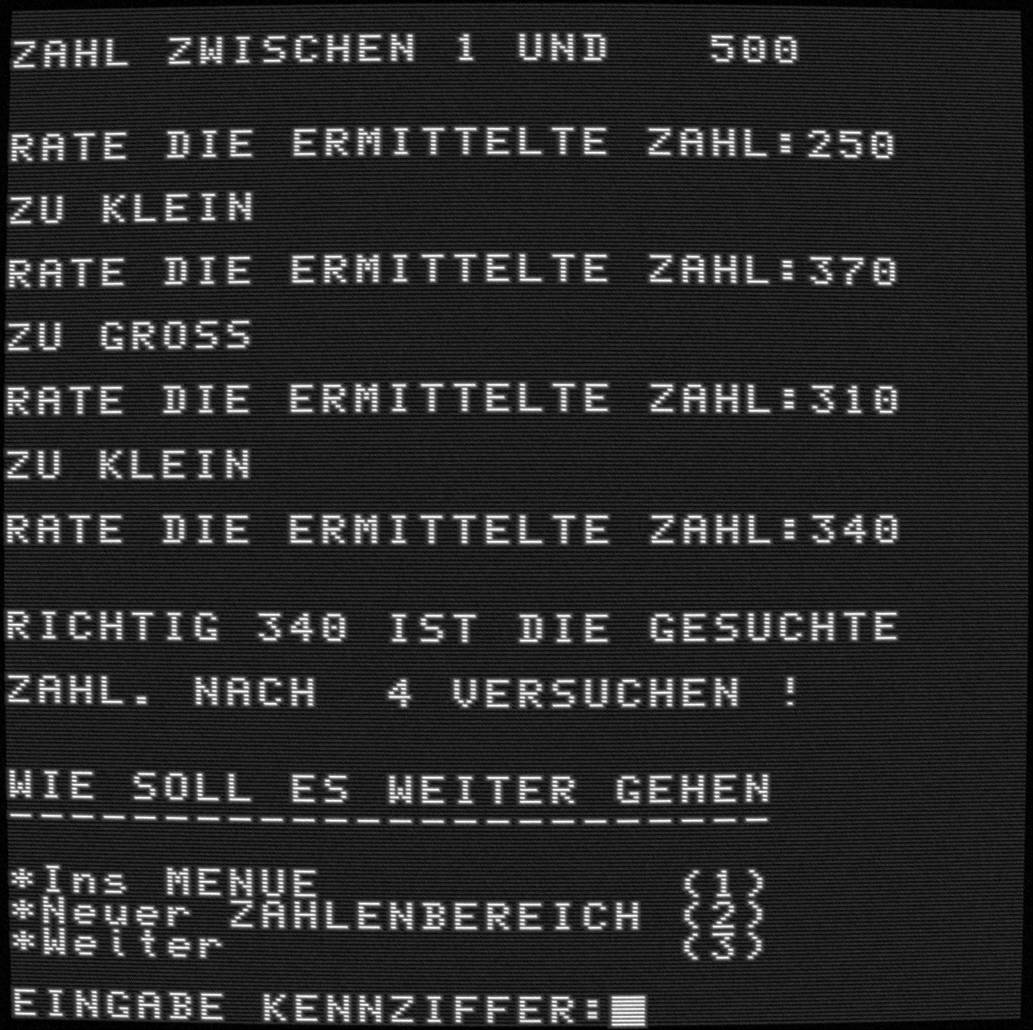 ZAHL ZWISCHEN 1 UND   500
RATE DIE ERMITTELTE ZAHL:250
ZU KLEIN
RATE DIE ERMITTELTE ZAHL:370
ZU GROSS
RATE DIE ERMITTELTE ZAHL:310
ZU KLEIN
RATE DIE ERMITTELTE ZAHL:340
RICHTIG 340 IST DIE GESUCHTE
ZAHL. NACH  4 VERSUCHEN !
WIE SOLL ES WEITER GEHEN
------------------------
*Ins MENUE            {1}
*Neuer ZAHLENBEREICH {2}
*Weiter               {3}
EINGABE KENNZIFFER: